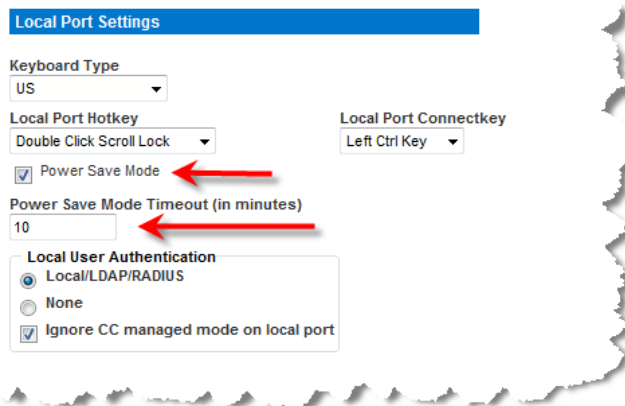 Local Port Settings
Keyboard Type
US
Local Port Hotkey
Local Port Connectkey
Double Click Scroll Lock
Left Ctrl Key
Power Save Mode
Power Save Mode Timeout (in minutes)
10
Local User Authentication
Local/LDAP/RADIUS
None
Ignore CC managed mode on local port